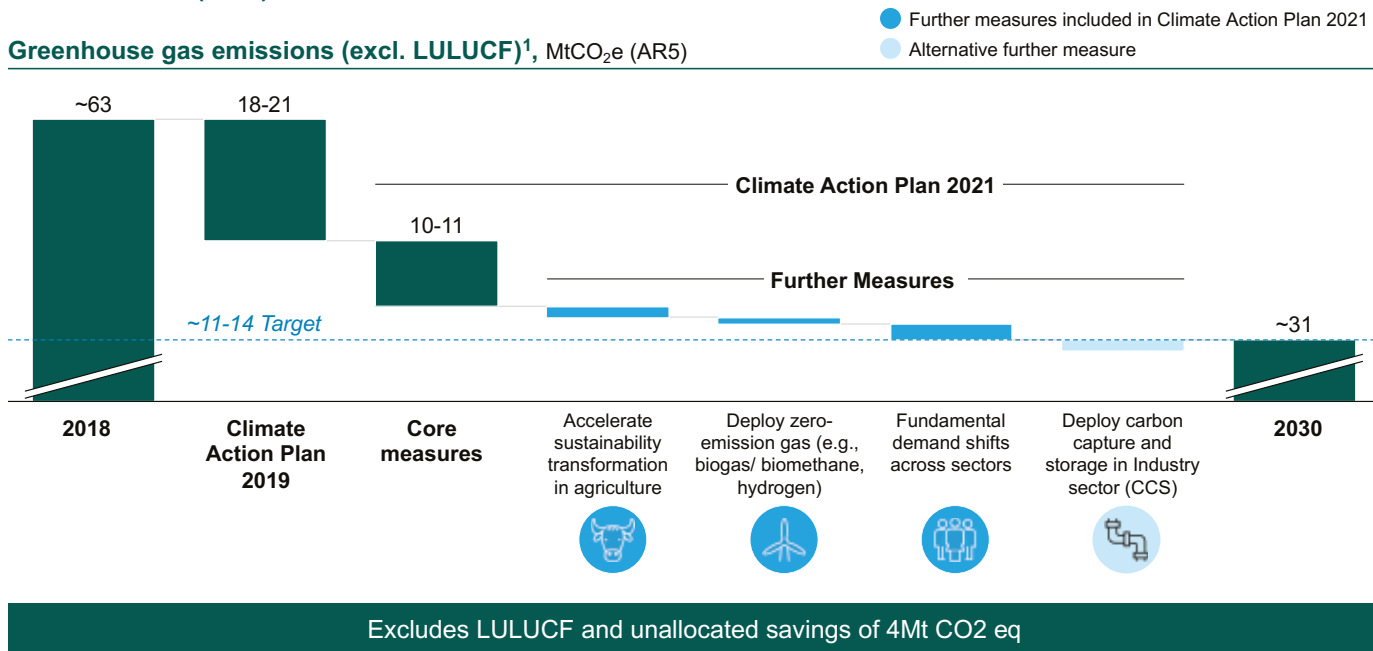 Further measures included in Climate Action Plan 2021
Greenhouse gas emissions (excl. LULUCF)¹, MtCO₂e (AR5)
Alternative further measure
~63
18-21
Climate Action Plan 2021
10-11
Further Measures
~11-14 Target
~31
2018
Climate
Action Plan
2019
Core
measures
Accelerate
sustainability
transformation
in agriculture
Deploy zero-
emission gas (e.g.,
biogas/ biomethane,
hydrogen)
Fundamental
demand shifts
across sectors
Deploy carbon
capture and
storage in Industry
sector (CCS)
2030
Excludes LULUCF and unallocated savings of 4Mt CO2 eq